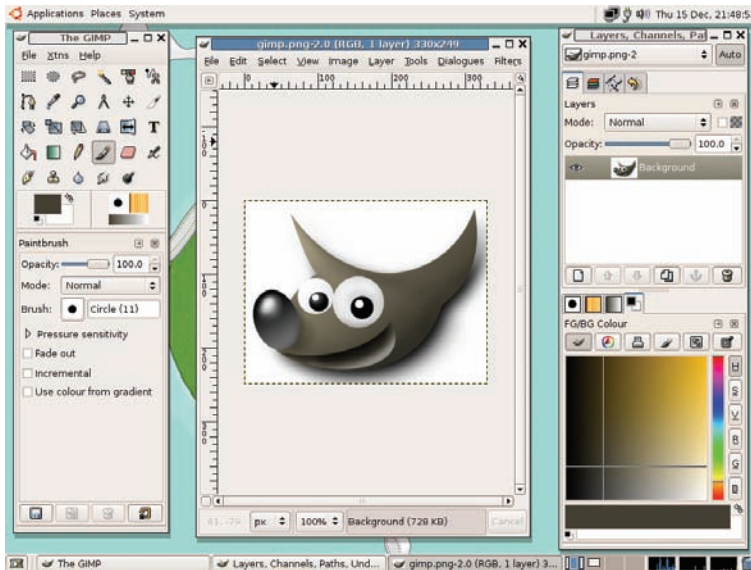 Applications Places System
Thu 15 Dec, 21:48:5
The GIMP
File Xtns Help
Paintbrush
Opacity: 100.0
Mode: Normal
Brush: Circle (11)
Pressure sensitivity
Fade out
Incremental
Use colour from gradient
gimp.png-2.0 (RGB, 1 layer) 330x249
File Edit Select View Image Layer Tools Dialogues Filters
0 100 200 300
px 100% Background (728 KB) Cancel
Layers, Channels, Pat
gimp.png-2 Auto
Layers
Mode: Normal
Opacity: 100.0
Background
FG/BG Colour
H
S
V
R
G
B
The GIMP
Layers, Channels, Paths, Und...
gimp.png-2.0 (RGB, 1 layer) 3...